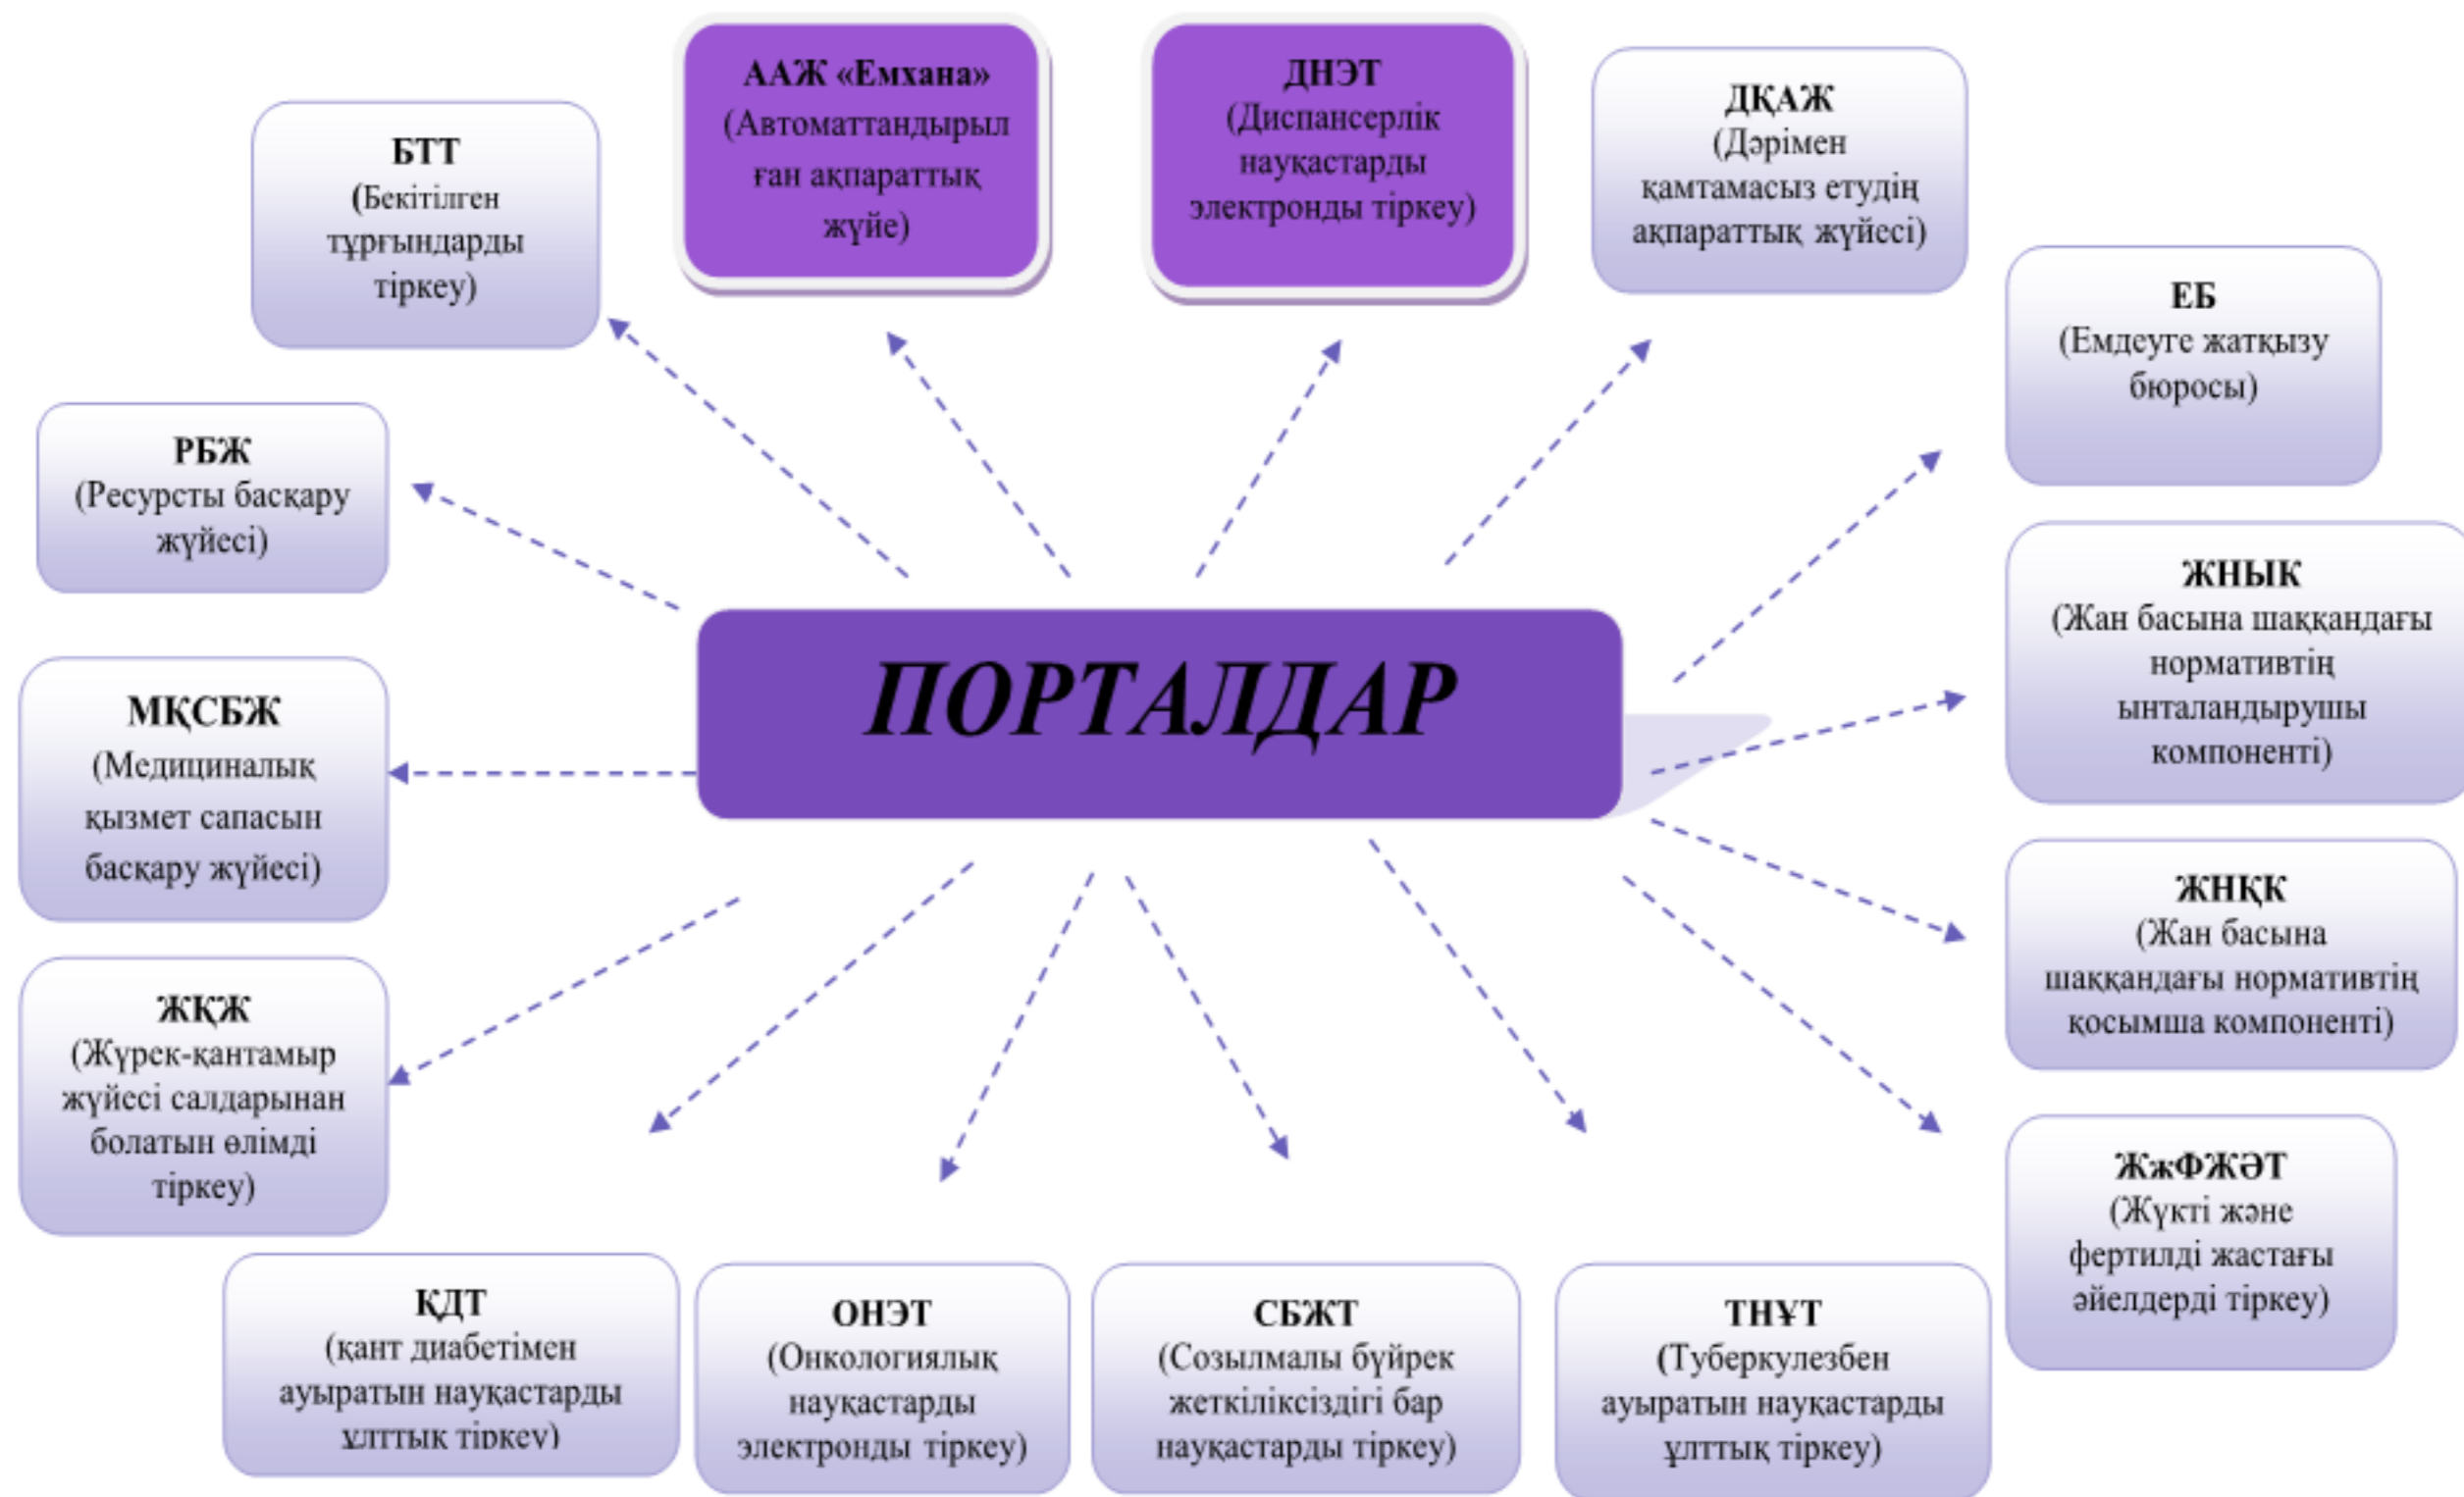 ААЖ «Емхана»
(Автоматтандырыл
ған ақпараттық
жүйе)
ДНЭТ
(Диспансерлік
науқастарды
электронды тіркеу)
ДҚАЖ
(Дәрімен
қамтамасыз етудің
ақпараттық жүйесі)
БТТ
(Бекітілген
тұрғындарды
тіркеу)
ЕБ
(Емдеуге жатқызу
бюросы)
РБЖ
(Ресурсты басқару
жүйесі)
ЖНЫК
(Жан басына шаққандағы
нормативтің
ынталандырушы
компоненті)
ПОРТАЛДАР
МҚСБЖ
(Медициналық
қызмет сапасын
басқару жүйесі)
ЖНҚК
(Жан басына
шаққандағы нормативтің
қосымша компоненті)
ЖҚЖ
(Жүрек-қантамыр
жүйесі салдарынан
болатын өлімді
тіркеу)
ЖжФЖӘТ
(Жүкті және
фертилді жастағы
әйелдерді тіркеу)
ҚДТ
(қант диабетімен
ауыратын науқастарды
ұлттық тіркеу)
ОНЭТ
(Онкологиялық
науқастарды
электронды тіркеу)
СБЖТ
(Созылмалы бүйрек
жеткіліксіздігі бар
науқастарды тіркеу)
ТНҰТ
(Туберкулезбен
ауыратын науқастарды
ұлттық тіркеу)